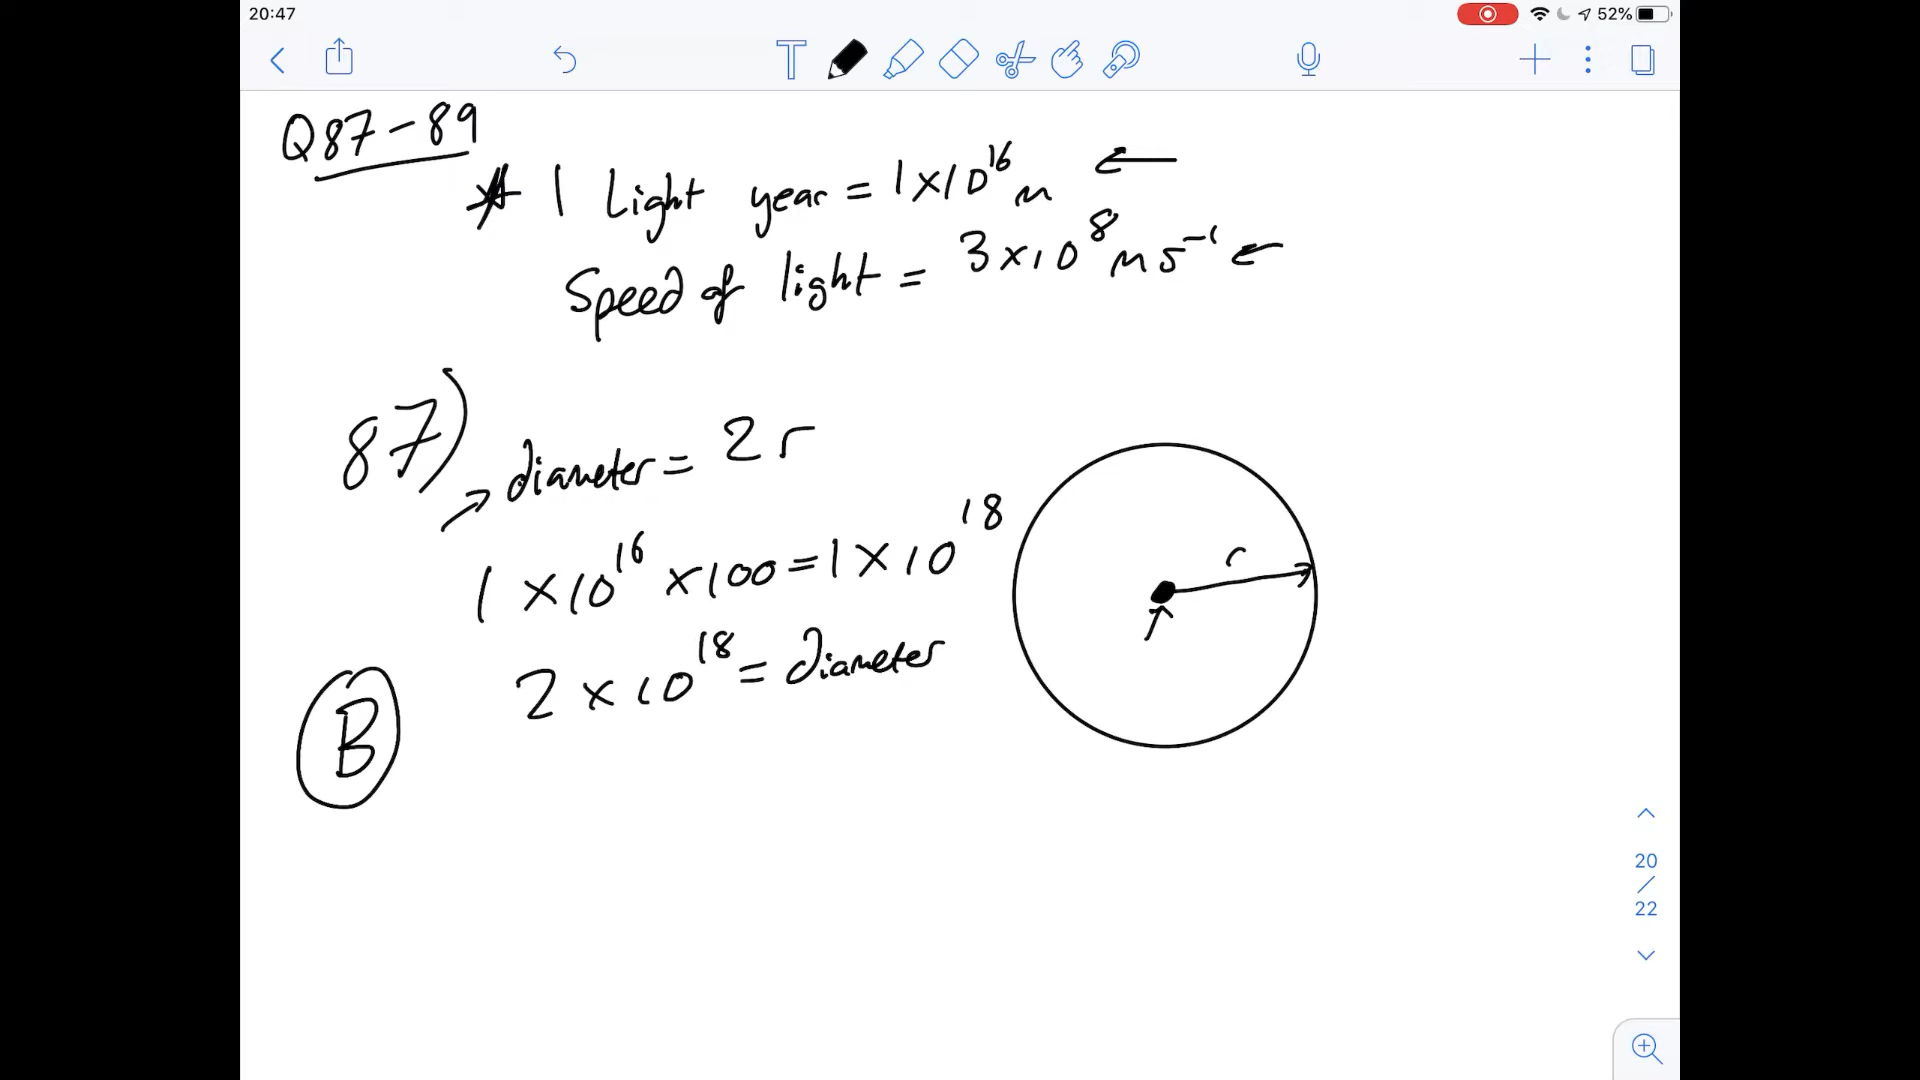 20:47
52%
T
Q87-89
* 1 Light year = 1×10¹⁶ m ←
Speed of light = 3×10⁸ ms⁻¹ ←
87)
→ diameter = 2r
1 × 10¹⁶ × 100 = 1 × 10¹⁸
2 × 10¹⁸ = diameter
B
r
20
/
22